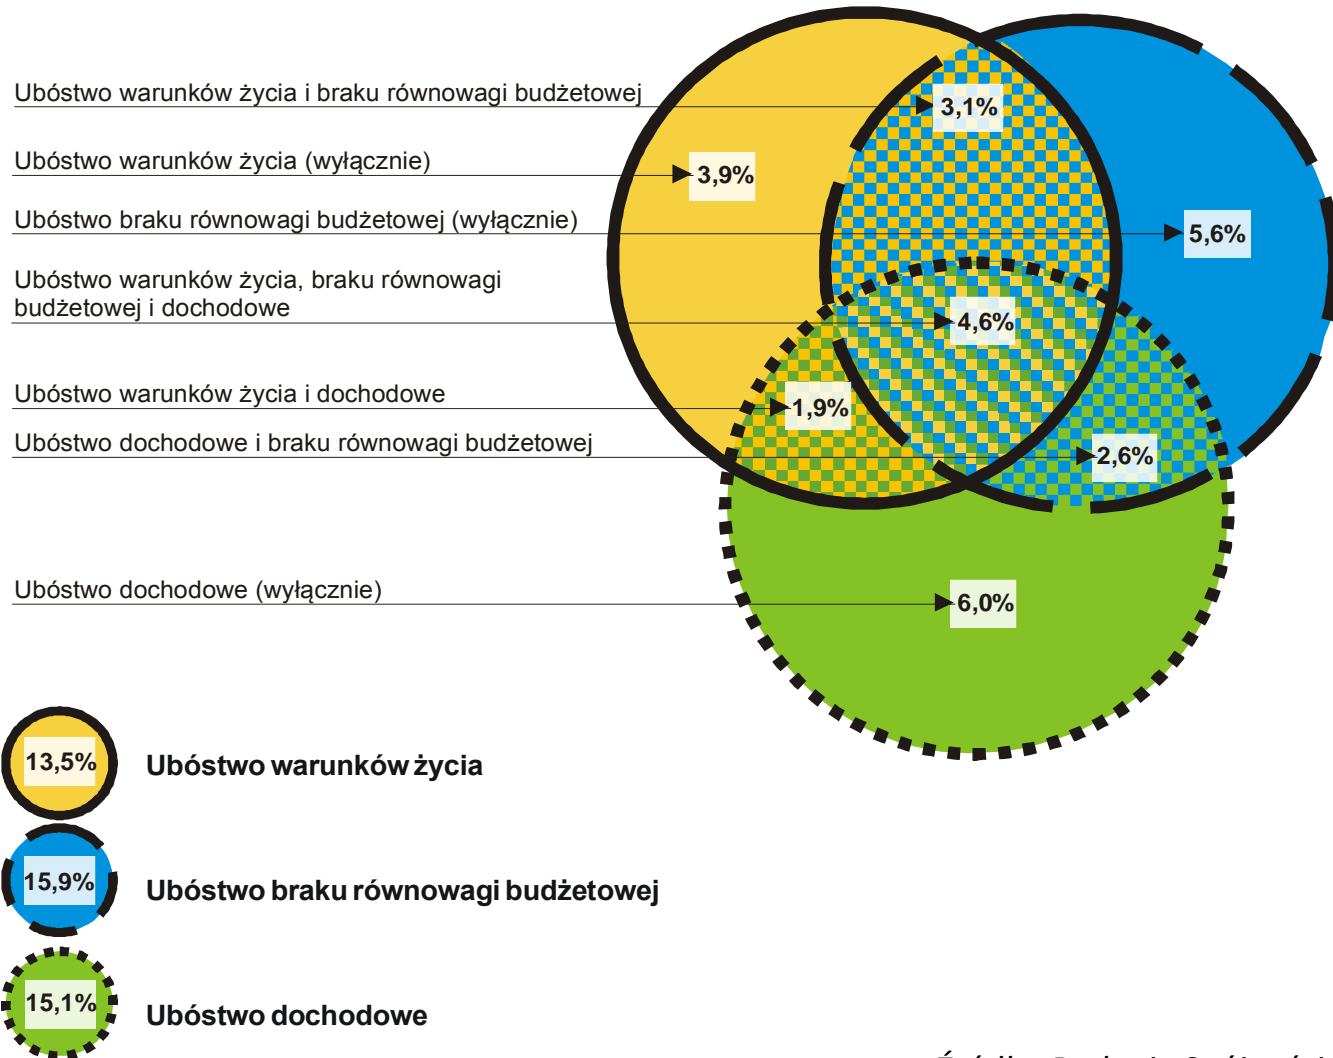 Ubóstwo warunków życia i braku równowagi budżetowej
3,1%
Ubóstwo warunków życia (wyłącznie)
3,9%
Ubóstwo braku równowagi budżetowej (wyłącznie)
5,6%
Ubóstwo warunków życia, braku równowagi
budżetowej i dochodowe
4,6%
Ubóstwo warunków życia i dochodowe
1,9%
Ubóstwo dochodowe i braku równowagi budżetowej
2,6%
Ubóstwo dochodowe (wyłącznie)
6,0%
13,5%
Ubóstwo warunków życia
15,9%
Ubóstwo braku równowagi budżetowej
15,1%
Ubóstwo dochodowe